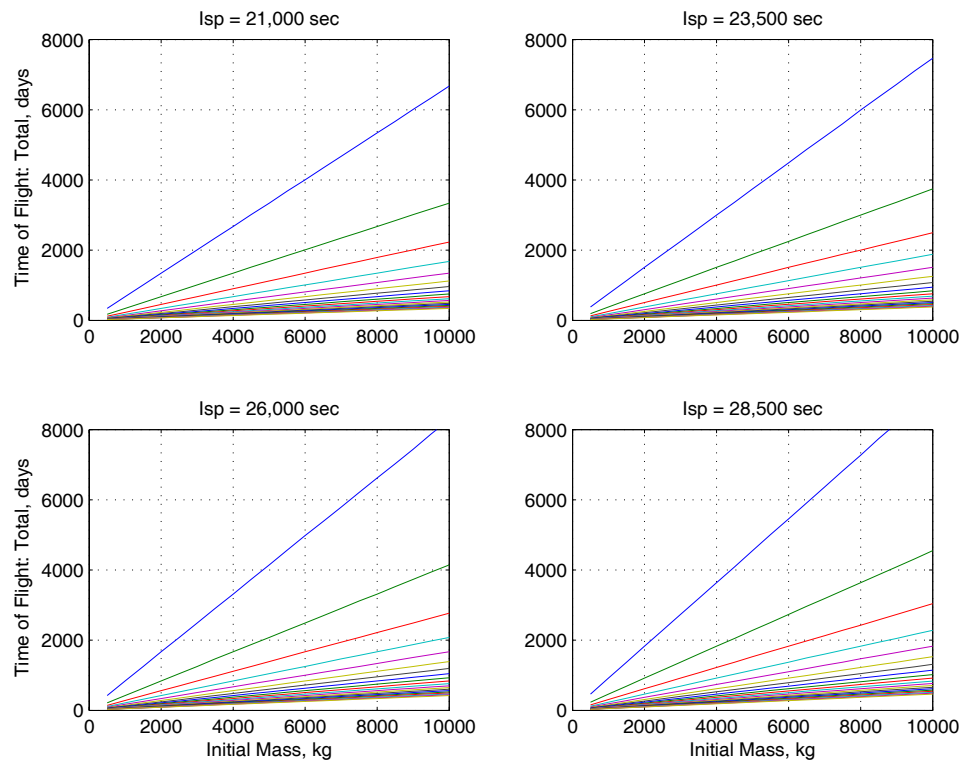 Isp = 21,000 sec
Time of Flight: Total, days
8000
6000
4000
2000
0
0 2000 4000 6000 8000 10000
Isp = 23,500 sec
8000
6000
4000
2000
0
0 2000 4000 6000 8000 10000
Isp = 26,000 sec
Time of Flight: Total, days
8000
6000
4000
2000
0
0 2000 4000 6000 8000 10000
Initial Mass, kg
Isp = 28,500 sec
8000
6000
4000
2000
0
0 2000 4000 6000 8000 10000
Initial Mass, kg